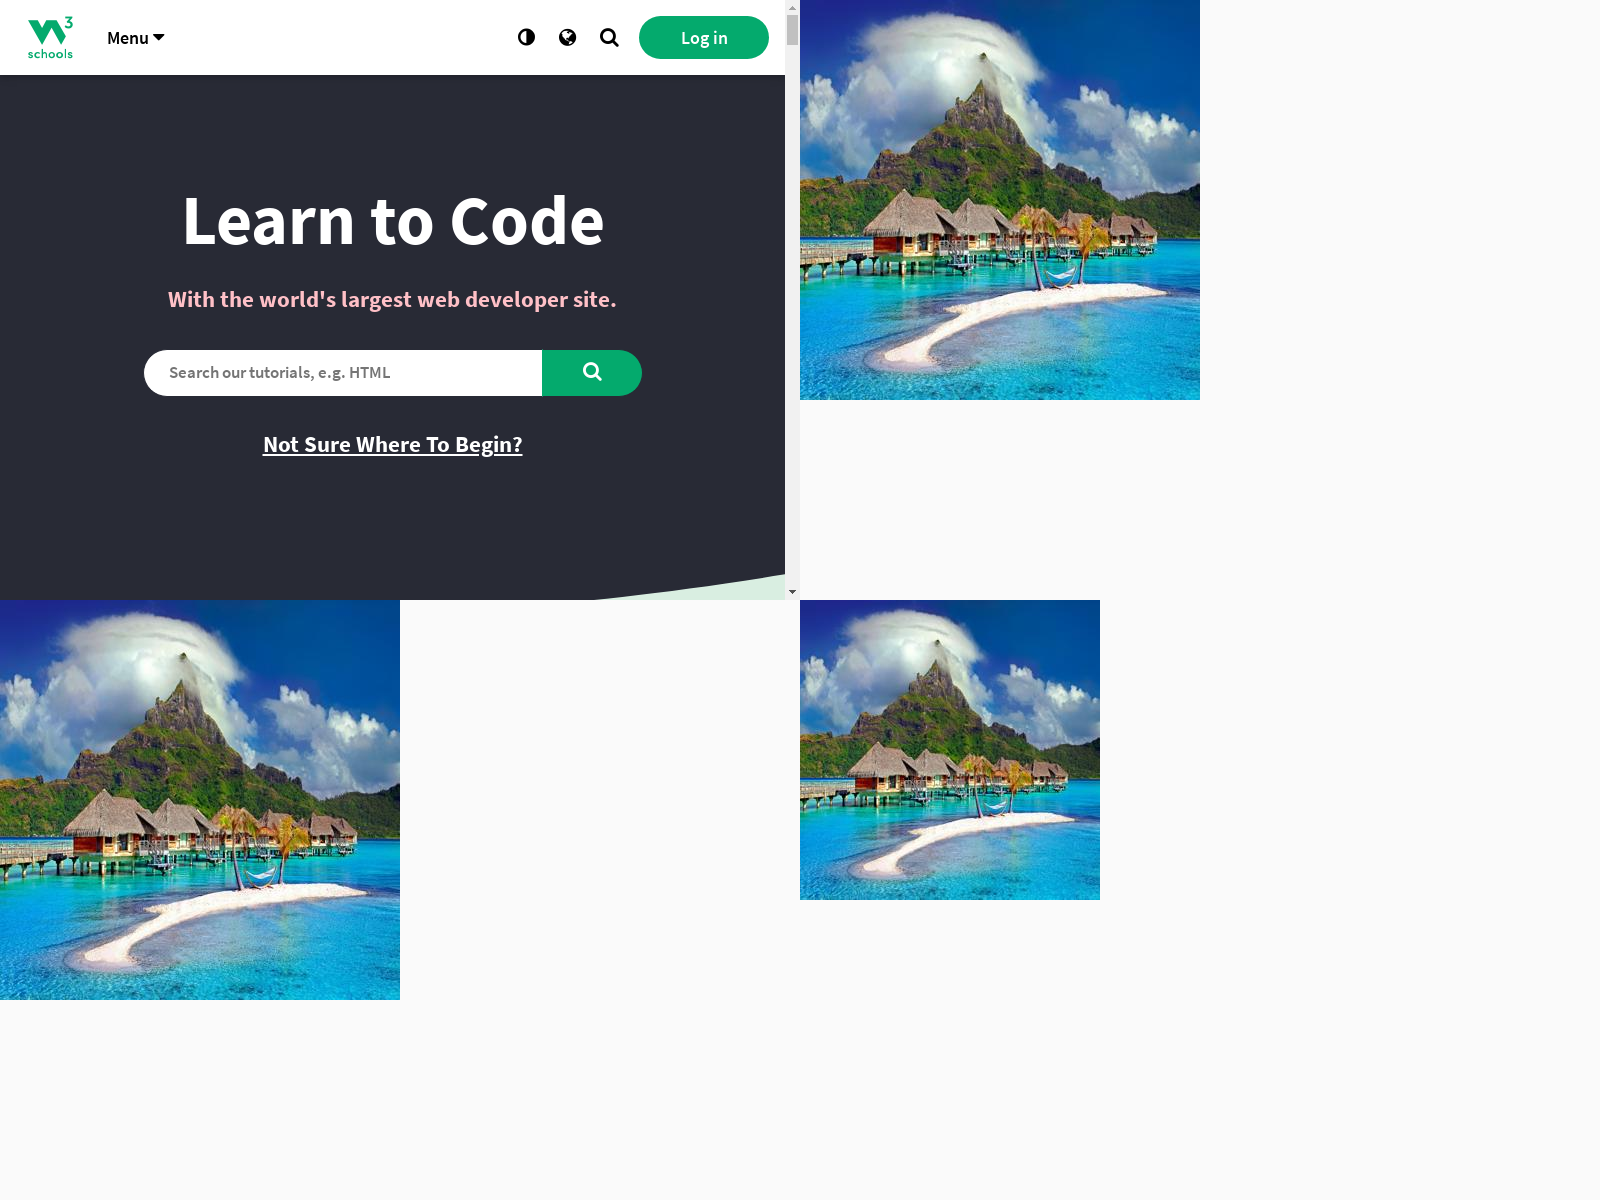 3
schools
Menu
Log in
Learn to Code
With the world's largest web developer site.
Search our tutorials, e.g. HTML
Not Sure Where To Begin?